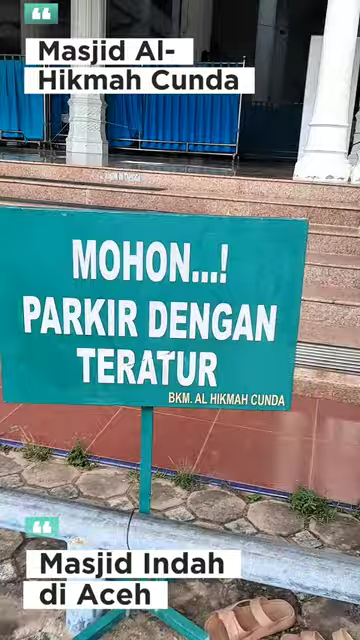 Masjid Al-
Hikmah Cunda
MOHON...!
PARKIR DENGAN
TERATUR
BKM. AL HIKMAH CUNDA
Masjid Indah
di Aceh